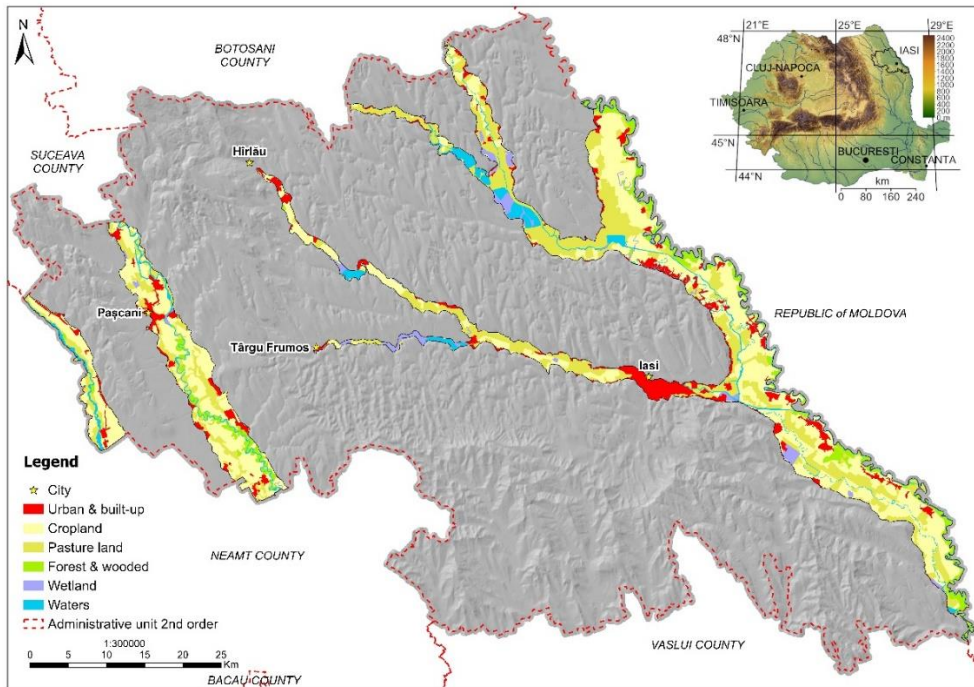 N
BOTOSANI
COUNTY
SUCEAVA
COUNTY
Hîrlău
Pașcani
Târgu Frumos
Iasi
REPUBLIC of MOLDOVA
NEAMT COUNTY
VASLUI COUNTY
BACAU COUNTY
Legend
City
Urban & built-up
Cropland
Pasture land
Forest & wooded
Wetland
Waters
Administrative unit 2nd order
1:300000
0 5 10 15 20 25
Km
21°E 25°E 29°E
48°N
45°N
44°N
IASI
CLUJ-NAPOCA
TIMISOARA
BUCURESTI
CONSTANTA
2400
2200
2000
1800
1600
1400
1200
1000
800
600
400
200
0 m
km
0 80 160 240